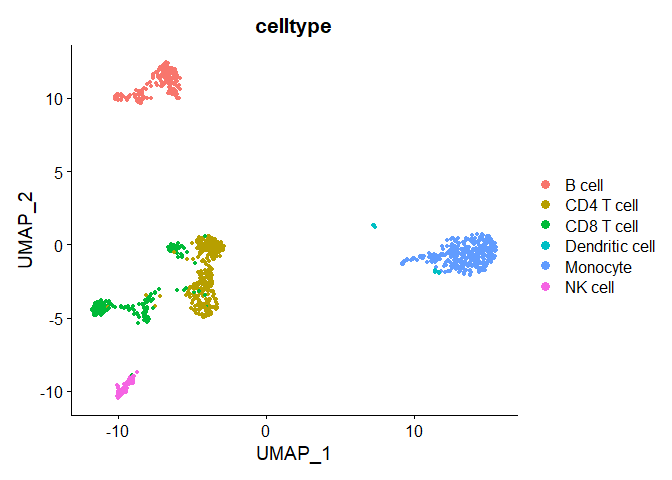 celltype
10
5
0
-5
-10
UMAP_2
-10
0
10
UMAP_1
B cell
CD4 T cell
CD8 T cell
Dendritic cell
Monocyte
NK cell